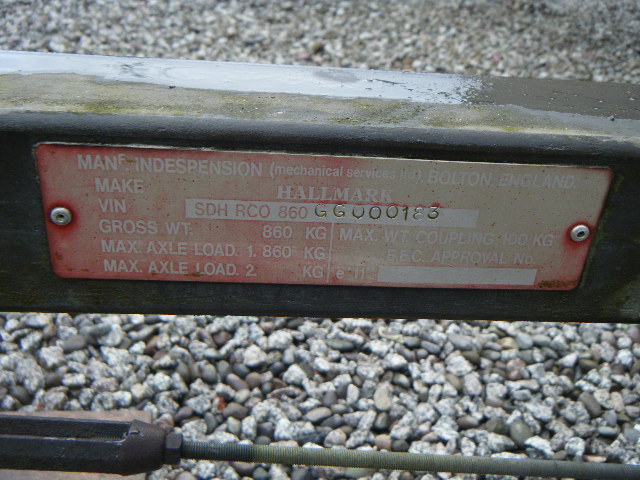 MANF INDESPENSION (mechanical services ltd) BOLTON. ENGLAND
MAKE HALLMARK
VIN SDH RCO 860 GG000183
GROSS WT. 860 KG MAX. WT COUPLING 100 KG
MAX. AXLE LOAD. 1. 860 KG E.E.C. APPROVAL No.
MAX. AXLE LOAD 2. KG e 11